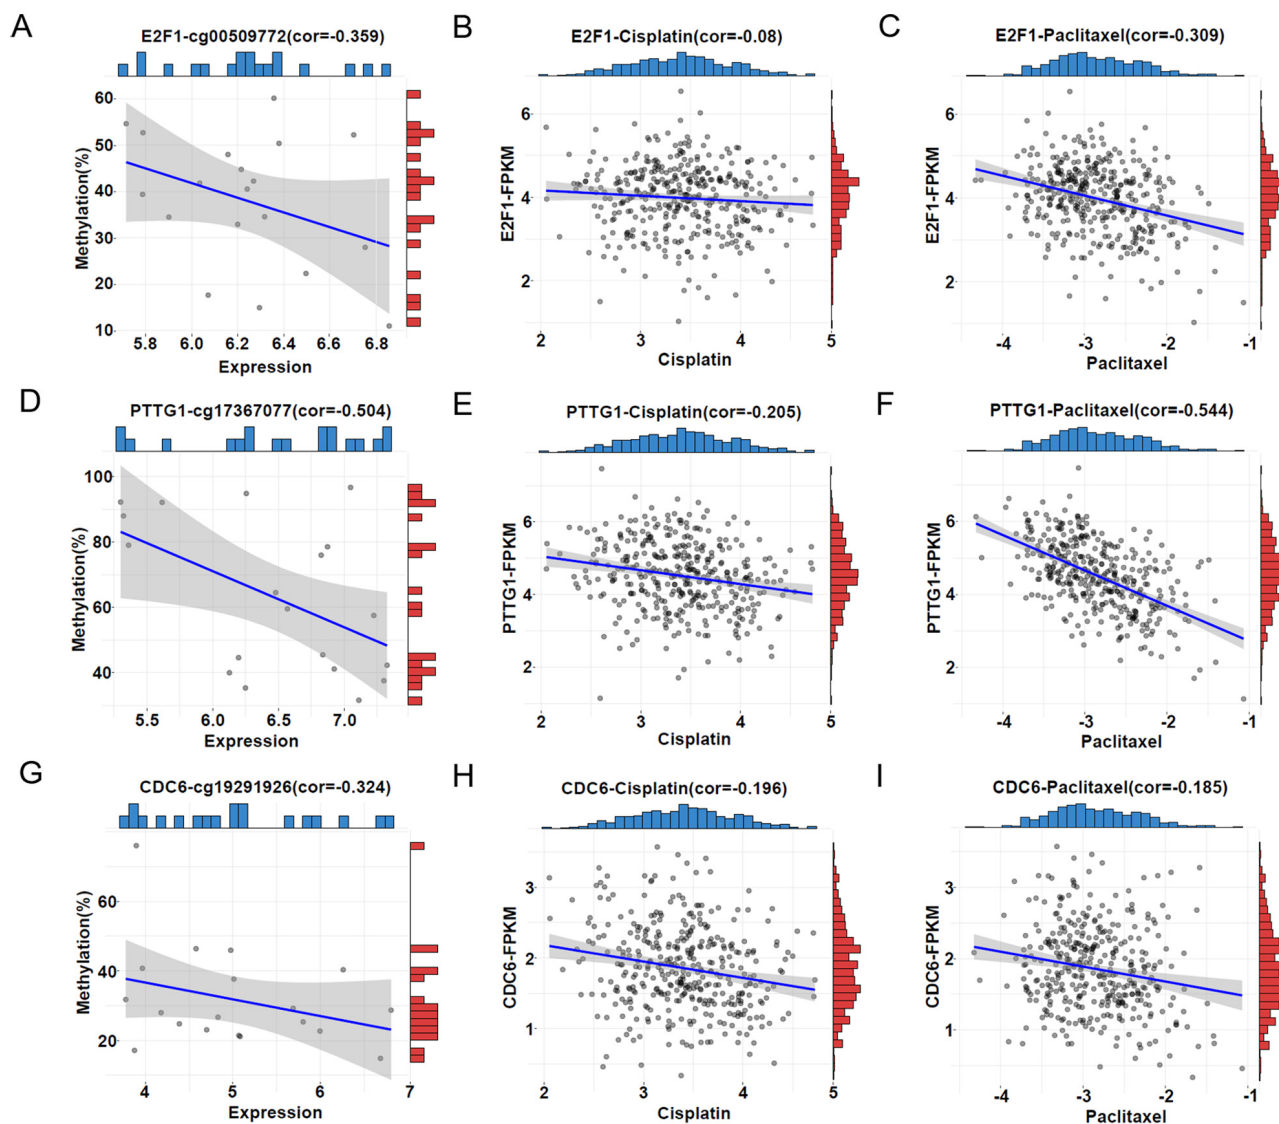 A
E2F1-cg00509772(cor=-0.359)
Methylation(%)
60
50
40
30
20
10
5.8 6.0 6.2 6.4 6.6 6.8
Expression
B
E2F1-Cisplatin(cor=-0.08)
E2F1-FPKM
6
4
2
2 3 4 5
Cisplatin
C
E2F1-Paclitaxel(cor=-0.309)
E2F1-FPKM
6
4
2
-4 -3 -2 -1
Paclitaxel
D
PTTG1-cg17367077(cor=-0.504)
Methylation(%)
100
80
60
40
5.5 6.0 6.5 7.0
Expression
E
PTTG1-Cisplatin(cor=-0.205)
PTTG1-FPKM
6
4
2
2 3 4 5
Cisplatin
F
PTTG1-Paclitaxel(cor=-0.544)
PTTG1-FPKM
6
4
2
-4 -3 -2 -1
Paclitaxel
G
CDC6-cg19291926(cor=-0.324)
Methylation(%)
60
40
20
4 5 6 7
Expression
H
CDC6-Cisplatin(cor=-0.196)
CDC6-FPKM
3
2
1
2 3 4 5
Cisplatin
I
CDC6-Paclitaxel(cor=-0.185)
CDC6-FPKM
3
2
1
-4 -3 -2 -1
Paclitaxel